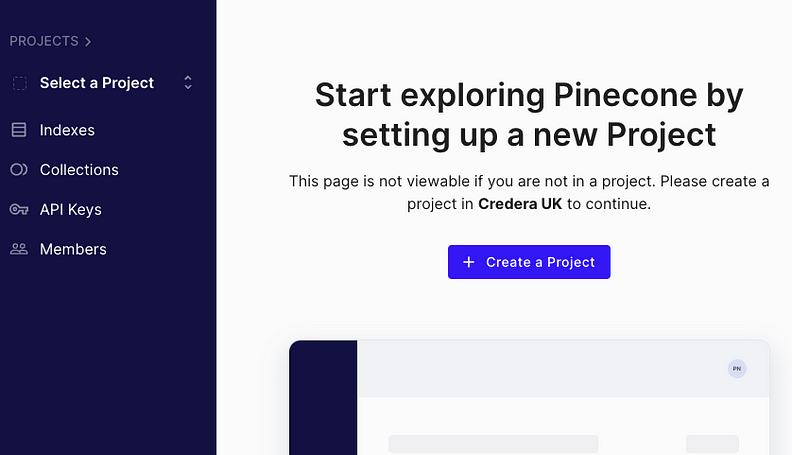 PROJECTS
Select a Project
Indexes
Collections
API Keys
Members
Start exploring Pinecone by
setting up a new Project
This page is not viewable if you are not in a project. Please create a
project in Credera UK to continue.
Create a Project
PN